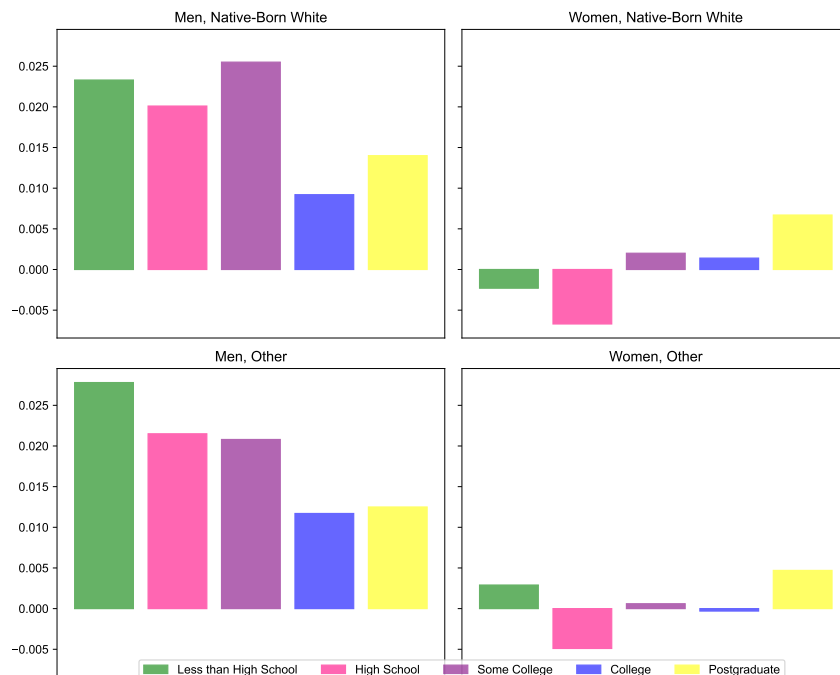 Men, Native-Born White
Women, Native-Born White
0.025
0.020
0.015
0.010
0.005
0.000
−0.005
Men, Other
Women, Other
0.025
0.020
0.015
0.010
0.005
0.000
−0.005
Less than High School
High School
Some College
College
Postgraduate